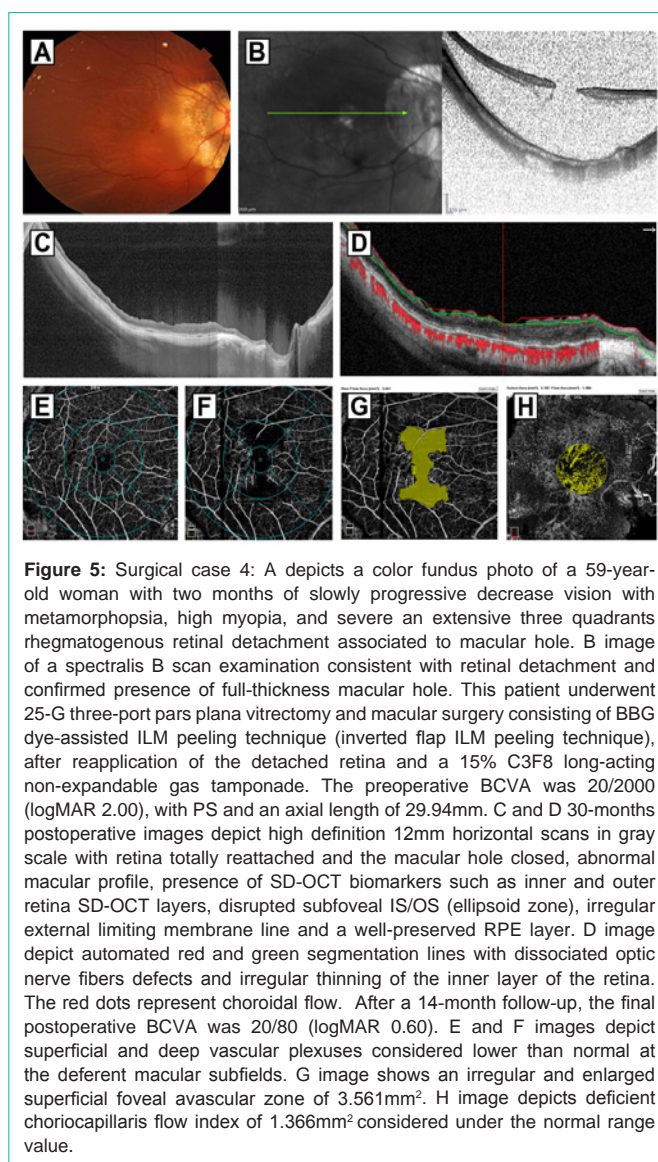 A
B
C
D
E
F
G
H
Figure 5: Surgical case 4: A depicts a color fundus photo of a 59-year-
old woman with two months of slowly progressive decrease vision with
metamorphopsia, high myopia, and severe an extensive three quadrants
rhegmatogenous retinal detachment associated to macular hole. B image
of a spectralis B scan examination consistent with retinal detachment and
confirmed presence of full-thickness macular hole. This patient underwent
25-G three-port pars plana vitrectomy and macular surgery consisting of BBG
dye-assisted ILM peeling technique (inverted flap ILM peeling technique),
after reapplication of the detached retina and a 15% C3F8 long-acting
non-expandable gas tamponade. The preoperative BCVA was 20/2000
(logMAR 2.00), with PS and an axial length of 29.94mm. C and D 30-months
postoperative images depict high definition 12mm horizontal scans in gray
scale with retina totally reattached and the macular hole closed, abnormal
macular profile, presence of SD-OCT biomarkers such as inner and outer
retina SD-OCT layers, disrupted subfoveal IS/OS (ellipsoid zone), irregular
external limiting membrane line and a well-preserved RPE layer. D image
depict automated red and green segmentation lines with dissociated optic
nerve fibers defects and irregular thinning of the inner layer of the retina.
The red dots represent choroidal flow. After a 14-month follow-up, the final
postoperative BCVA was 20/80 (logMAR 0.60). E and F images depict
superficial and deep vascular plexuses considered lower than normal at
the deferent macular subfields. G image shows an irregular and enlarged
superficial foveal avascular zone of 3.561mm². H image depicts deficient
choriocapillaris flow index of 1.366mm² considered under the normal range
value.